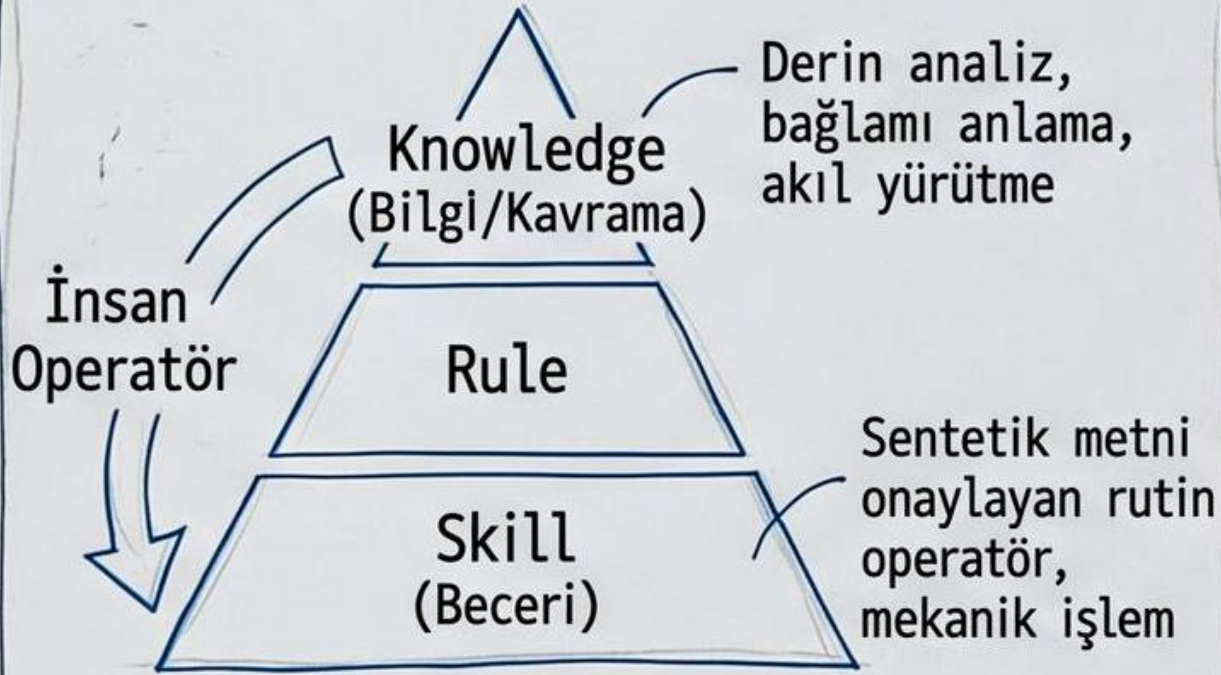 Knowledge
(Bilgi/Kavrama)
Derin analiz,
bağlamı anlama,
akıl yürütme
İnsan
Operatör
Rule
Skill
(Beceri)
Sentetik metni
onaylayan rutin
operatör,
mekanik işlem